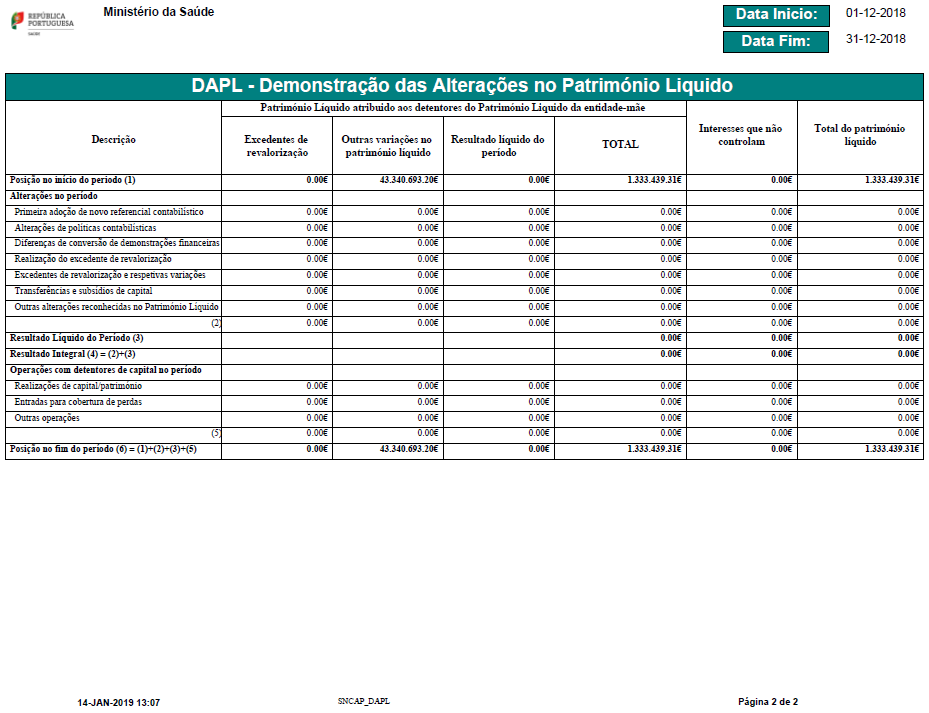 REPÚBLICA
PORTUGUESA
SAÚDE
Ministério da Saúde
Data Inicio: 01-12-2018
Data Fim: 31-12-2018
DAPL - Demonstração das Alterações no Património Liquido
Património Líquido atribuido aos detentores do Património Liquido da entidade-mãe
Descrição
Excedentes de revalorização
Outras variações no património líquido
Resultado líquido do período
TOTAL
Interesses que não controlam
Total do património líquido
Posição no início do período (1) 0.00€ 43.340.693.20€ 0.00€ 1.333.439.31€ 0.00€ 1.333.439.31€
Alterações no período
Primeira adoção de novo referencial contabilístico 0.00€ 0.00€ 0.00€ 0.00€ 0.00€ 0.00€
Alterações de políticas contabilísticas 0.00€ 0.00€ 0.00€ 0.00€ 0.00€ 0.00€
Diferenças de conversão de demonstrações financeiras 0.00€ 0.00€ 0.00€ 0.00€ 0.00€ 0.00€
Realização do excedente de revalorização 0.00€ 0.00€ 0.00€ 0.00€ 0.00€ 0.00€
Excedentes de revalorização e respetivas variações 0.00€ 0.00€ 0.00€ 0.00€ 0.00€ 0.00€
Transferências e subsidios de capital 0.00€ 0.00€ 0.00€ 0.00€ 0.00€ 0.00€
Outras alterações reconhecidas no Património Liquido 0.00€ 0.00€ 0.00€ 0.00€ 0.00€ 0.00€
(2) 0.00€ 0.00€ 0.00€ 0.00€ 0.00€ 0.00€
Resultado Líquido do Período (3) 0.00€ 0.00€ 0.00€
Resultado Integral (4) = (2)+(3) 0.00€ 0.00€ 0.00€
Operações com detentores de capital no período
Realizações de capital/património 0.00€ 0.00€ 0.00€ 0.00€ 0.00€ 0.00€
Entradas para cobertura de perdas 0.00€ 0.00€ 0.00€ 0.00€ 0.00€ 0.00€
Outras operações 0.00€ 0.00€ 0.00€ 0.00€ 0.00€ 0.00€
(5) 0.00€ 0.00€ 0.00€ 0.00€ 0.00€ 0.00€
Posição no fim do período (6) = (1)+(2)+(3)+(5) 0.00€ 43.340.693.20€ 0.00€ 1.333.439.31€ 0.00€ 1.333.439.31€
14-JAN-2019 13:07 SNCAP_DAPL Página 2 de 2